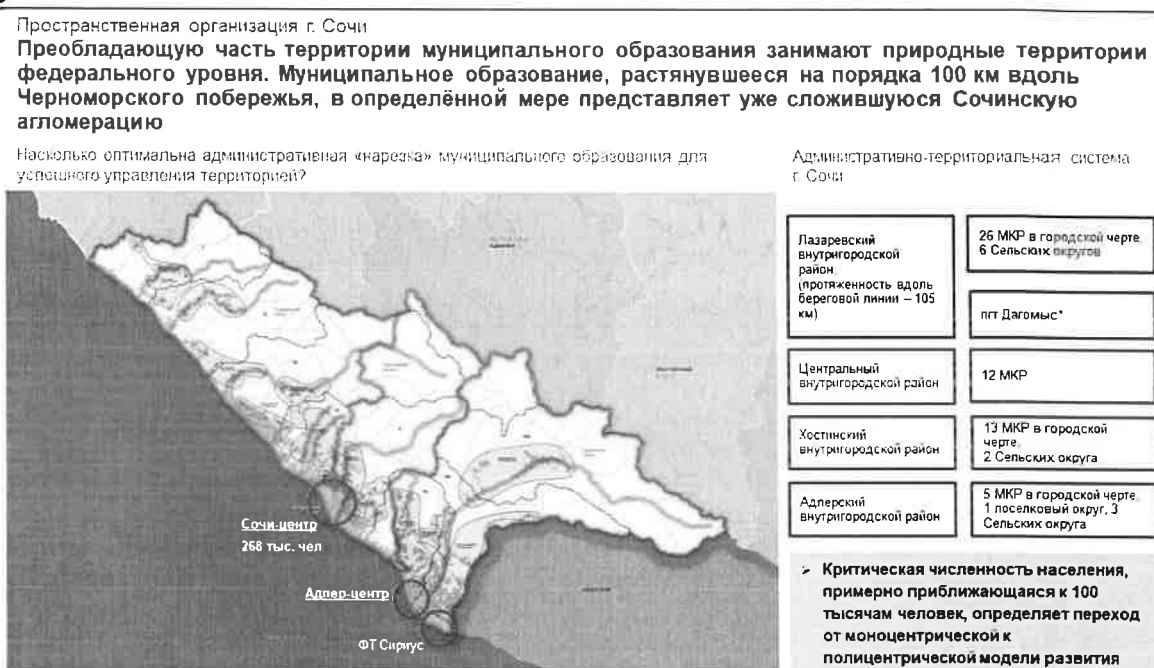 Пространственная организация г. Сочи
Преобладающую часть территории муниципального образования занимают природные территории
федерального уровня. Муниципальное образование, растянувшееся на порядка 100 км вдоль
Черноморского побережья, в определённой мере представляет уже сложившуюся Сочинскую
агломерацию
Насколько оптимальна административная «нарезка» муниципального образования для
успешного управления территорией?
Административно-территориальная система
г. Сочи
Лазаревский
внутригородской
район
(протяженность вдоль
береговой линии – 105
км)
26 МКР в городской черте
6 Сельских округов
пгт Дагомыс*
Центральный
внутригородской район
12 МКР
Хостинский
внутригородской район
13 МКР в городской
черте
2 Сельских округа
Адлерский
внутригородской район
5 МКР в городской черте
1 поселковый округ, 3
Сельских округа
Сочи-центр
268 тыс. чел
Адлер-центр
ФТ Сириус
➢ Критическая численность населения,
примерно приближающаяся к 100
тысячам человек, определяет переход
от моноцентрической к
полицентрической модели развития